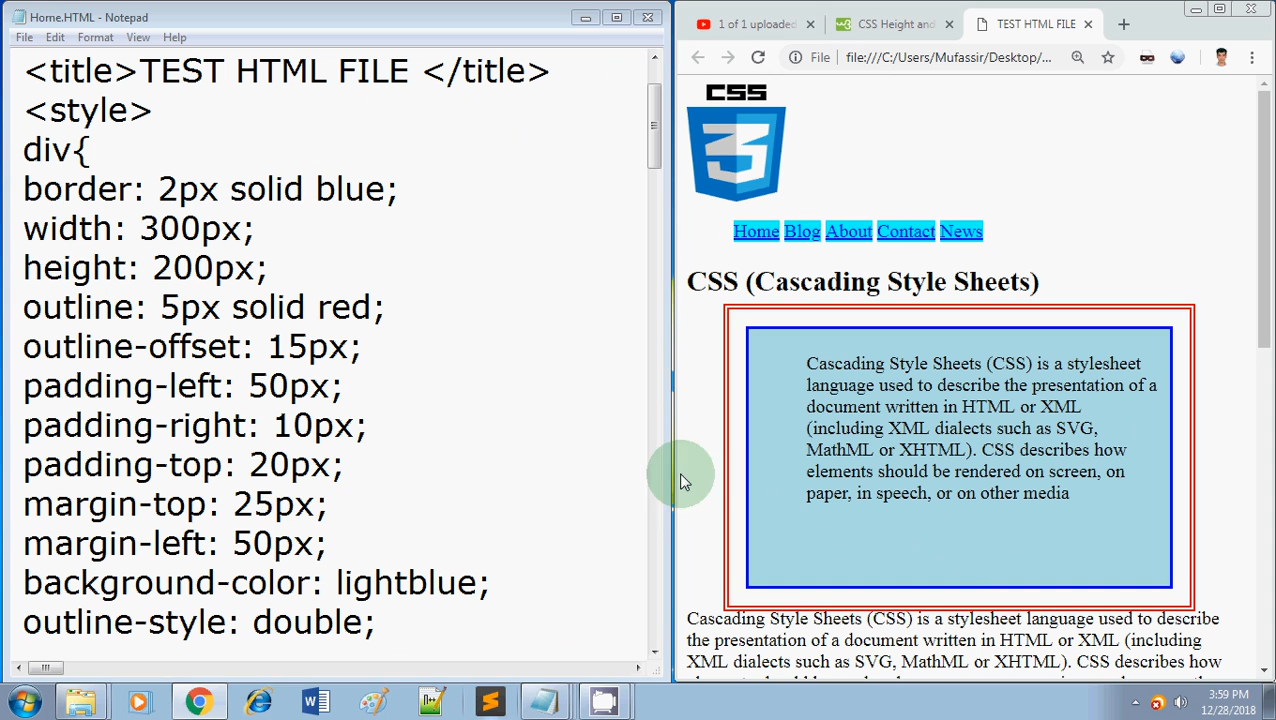 Home.HTML - Notepad
File Edit Format View Help
<title>TEST HTML FILE </title>
<style>
div{
border: 2px solid blue;
width: 300px;
height: 200px;
outline: 5px solid red;
outline-offset: 15px;
padding-left: 50px;
padding-right: 10px;
padding-top: 20px;
margin-top: 25px;
margin-left: 50px;
background-color: lightblue;
outline-style: double;
1 of 1 uploaded
CSS Height and
TEST HTML FILE
File file:///C:/Users/Mufassir/Desktop/...
CSS
3
Home Blog About Contact News
CSS (Cascading Style Sheets)
Cascading Style Sheets (CSS) is a stylesheet
language used to describe the presentation of a
document written in HTML or XML
(including XML dialects such as SVG,
MathML or XHTML). CSS describes how
elements should be rendered on screen, on
paper, in speech, or on other media
Cascading Style Sheets (CSS) is a stylesheet language used to describe
the presentation of a document written in HTML or XML (including
XML dialects such as SVG, MathML or XHTML). CSS describes how
3:59 PM
12/28/2018